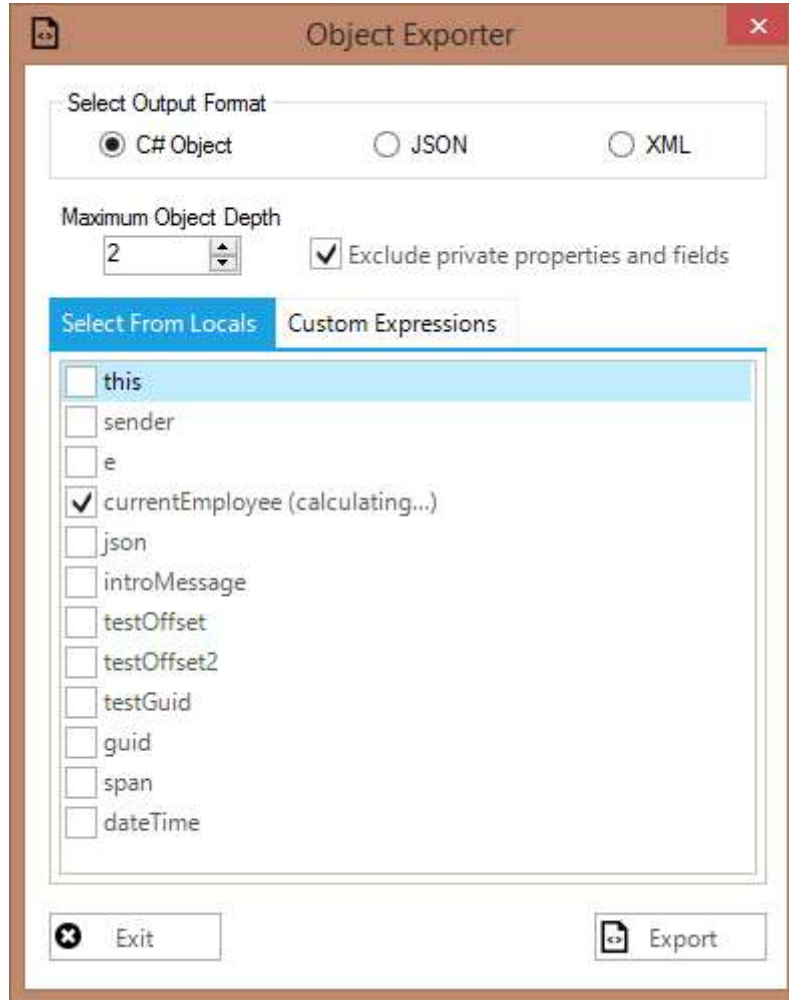 Object Exporter
Select Output Format
C# Object JSON XML
Maximum Object Depth
2 Exclude private properties and fields
Select From Locals Custom Expressions
this
sender
e
currentEmployee (calculating...)
json
introMessage
testOffset
testOffset2
testGuid
guid
span
dateTime
Exit Export